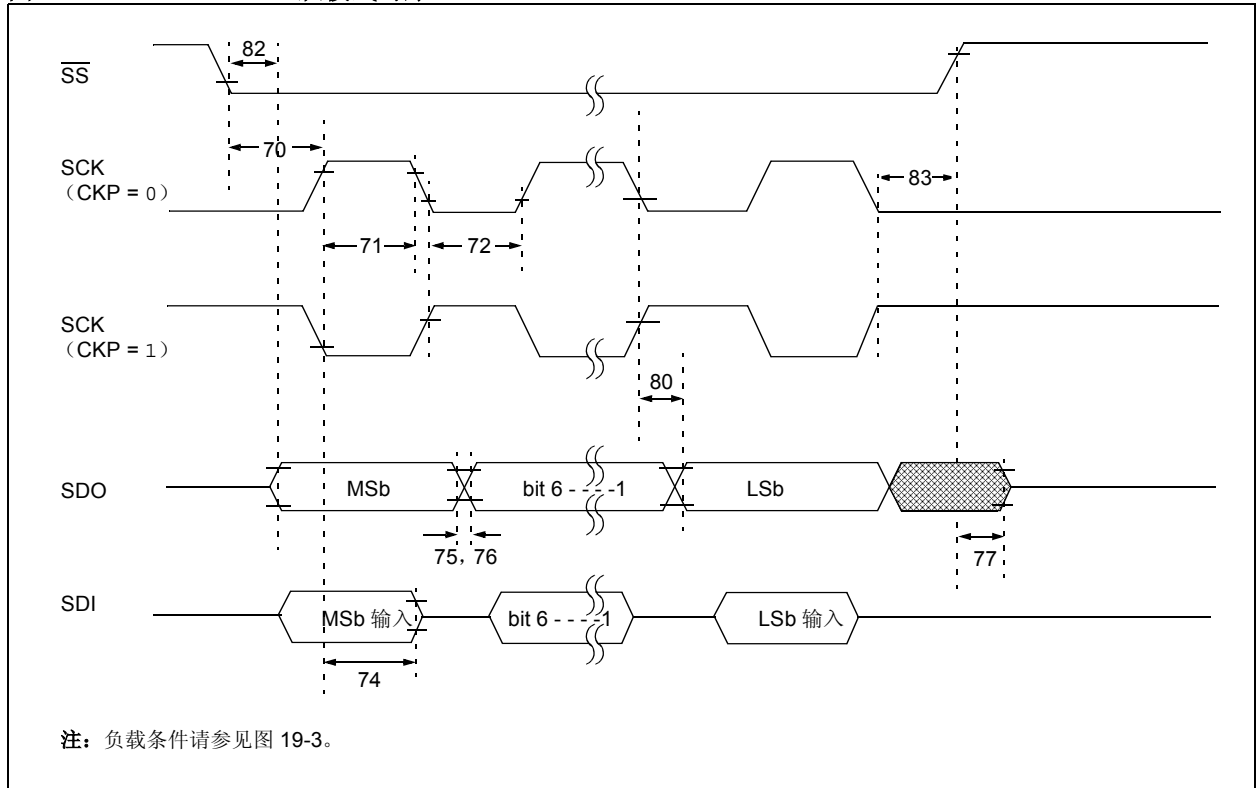 82
SS
70
SCK
（CKP = 0）
83
71
72
SCK
（CKP = 1）
80
SDO
MSb
bit 6 - - - -1
LSb
75，76
77
SDI
MSb 输入
bit 6 - - - -1
LSb 输入
74
注：负载条件请参见图 19-3。